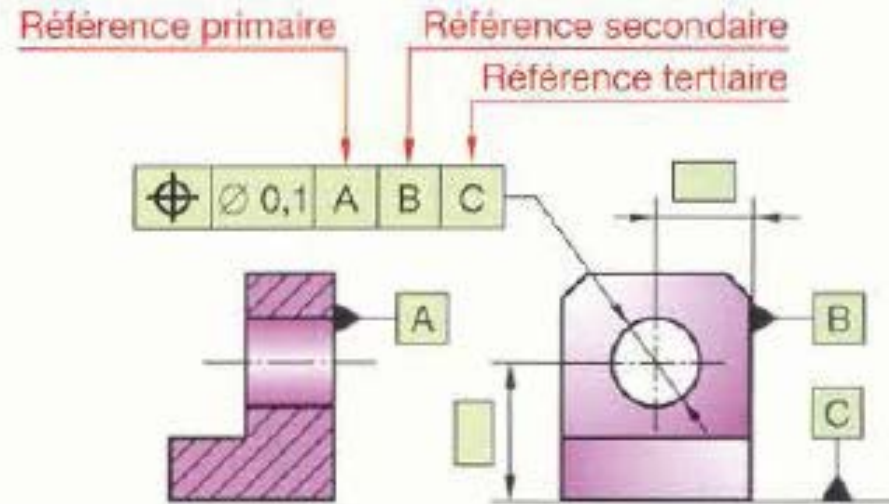 Référence primaire
Référence secondaire
Référence tertiaire
⌖ ∅ 0,1 A B C
A
B
C